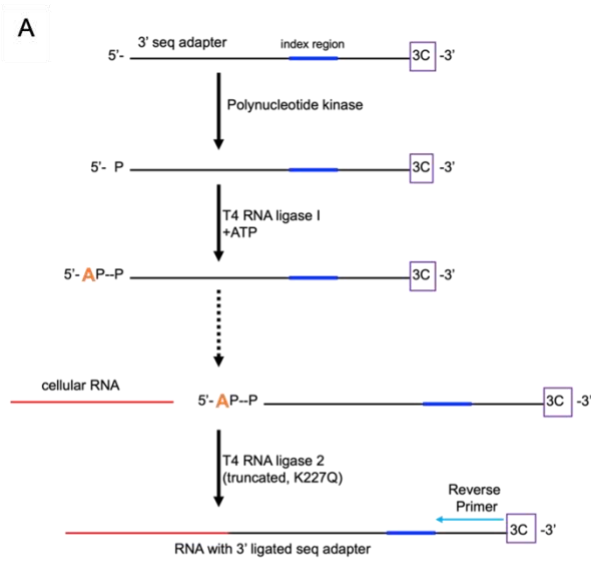 A
3' seq adapter
index region
5'-
3C -3'
Polynucleotide kinase
5'- P
3C -3'
T4 RNA ligase I
+ATP
5'- AP--P
3C -3'
cellular RNA
5'- AP--P
3C -3'
T4 RNA ligase 2
(truncated, K227Q)
Reverse
Primer
3C -3'
RNA with 3' ligated seq adapter